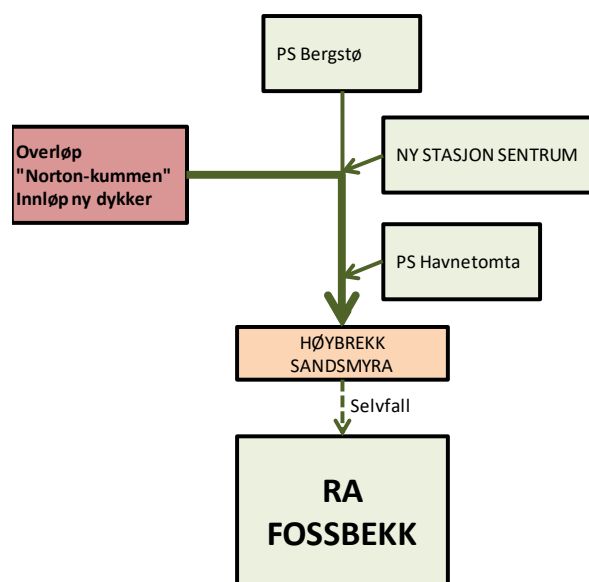 PS Bergstø
Overløp
"Norton-kummen"
Innløp ny dykker
NY STASJON SENTRUM
PS Havnetomta
HØYBREKK
SANDSMYRA
Selvfall
RA
FOSSBEKK